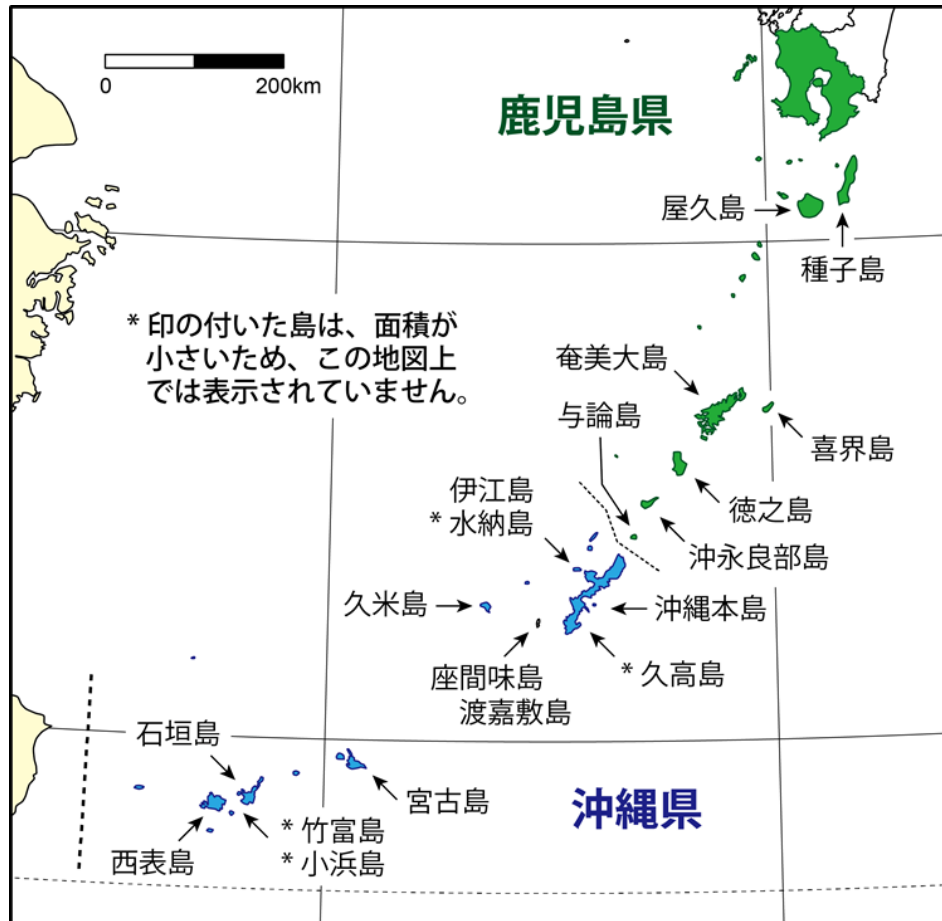 0
200km
鹿児島県
屋久島
種子島
* 印の付いた島は、面積が
小さいため、この地図上
では表示されていません。
奄美大島
与論島
喜界島
伊江島
* 水納島
徳之島
沖永良部島
久米島
沖縄本島
座間味島
渡嘉敷島
* 久高島
石垣島
宮古島
沖縄県
* 竹富島
* 小浜島
西表島